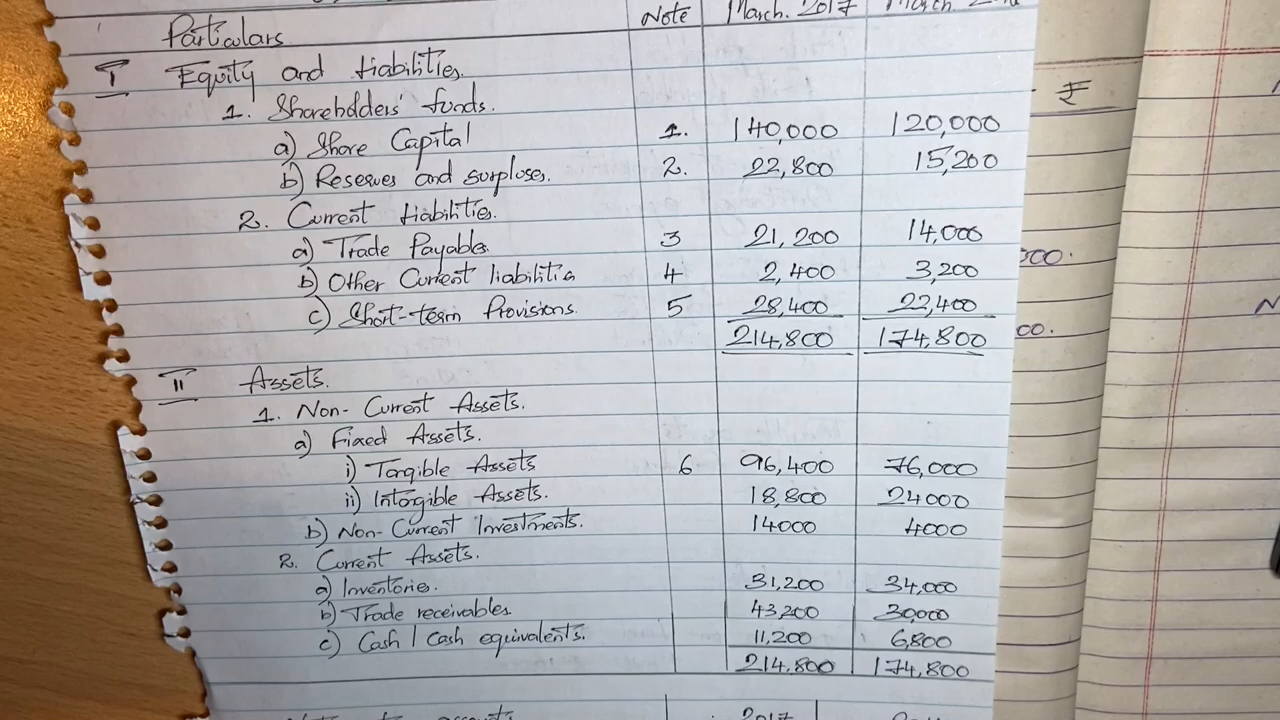 Particulars Note March. 2017
I Equity and Liabilities.
1. Shareholders' funds.
a) Share Capital 1. 140,000 120,000
b) Reserves and surpluses. 2. 22,800 15,200
2. Current Liabilities.
a) Trade Payables 3 21,200 14,000
b) Other Current liabilities 4 2,400 3,200
c) Short-term Provisions. 5 28,400 22,400
214,800 174,800
II Assets.
1. Non-Current Assets.
a) Fixed Assets.
i) Tangible Assets 6 96,400 76,000
ii) Intangible Assets. 18,800 24000
b) Non-Current Investments. 14000 4000
2. Current Assets.
a) Inventories. 31,200 34,000
b) Trade receivables 43,200 30,000
c) Cash / Cash equivalents. 11,200 6,800
214,800 174,800
2017
₹
00.